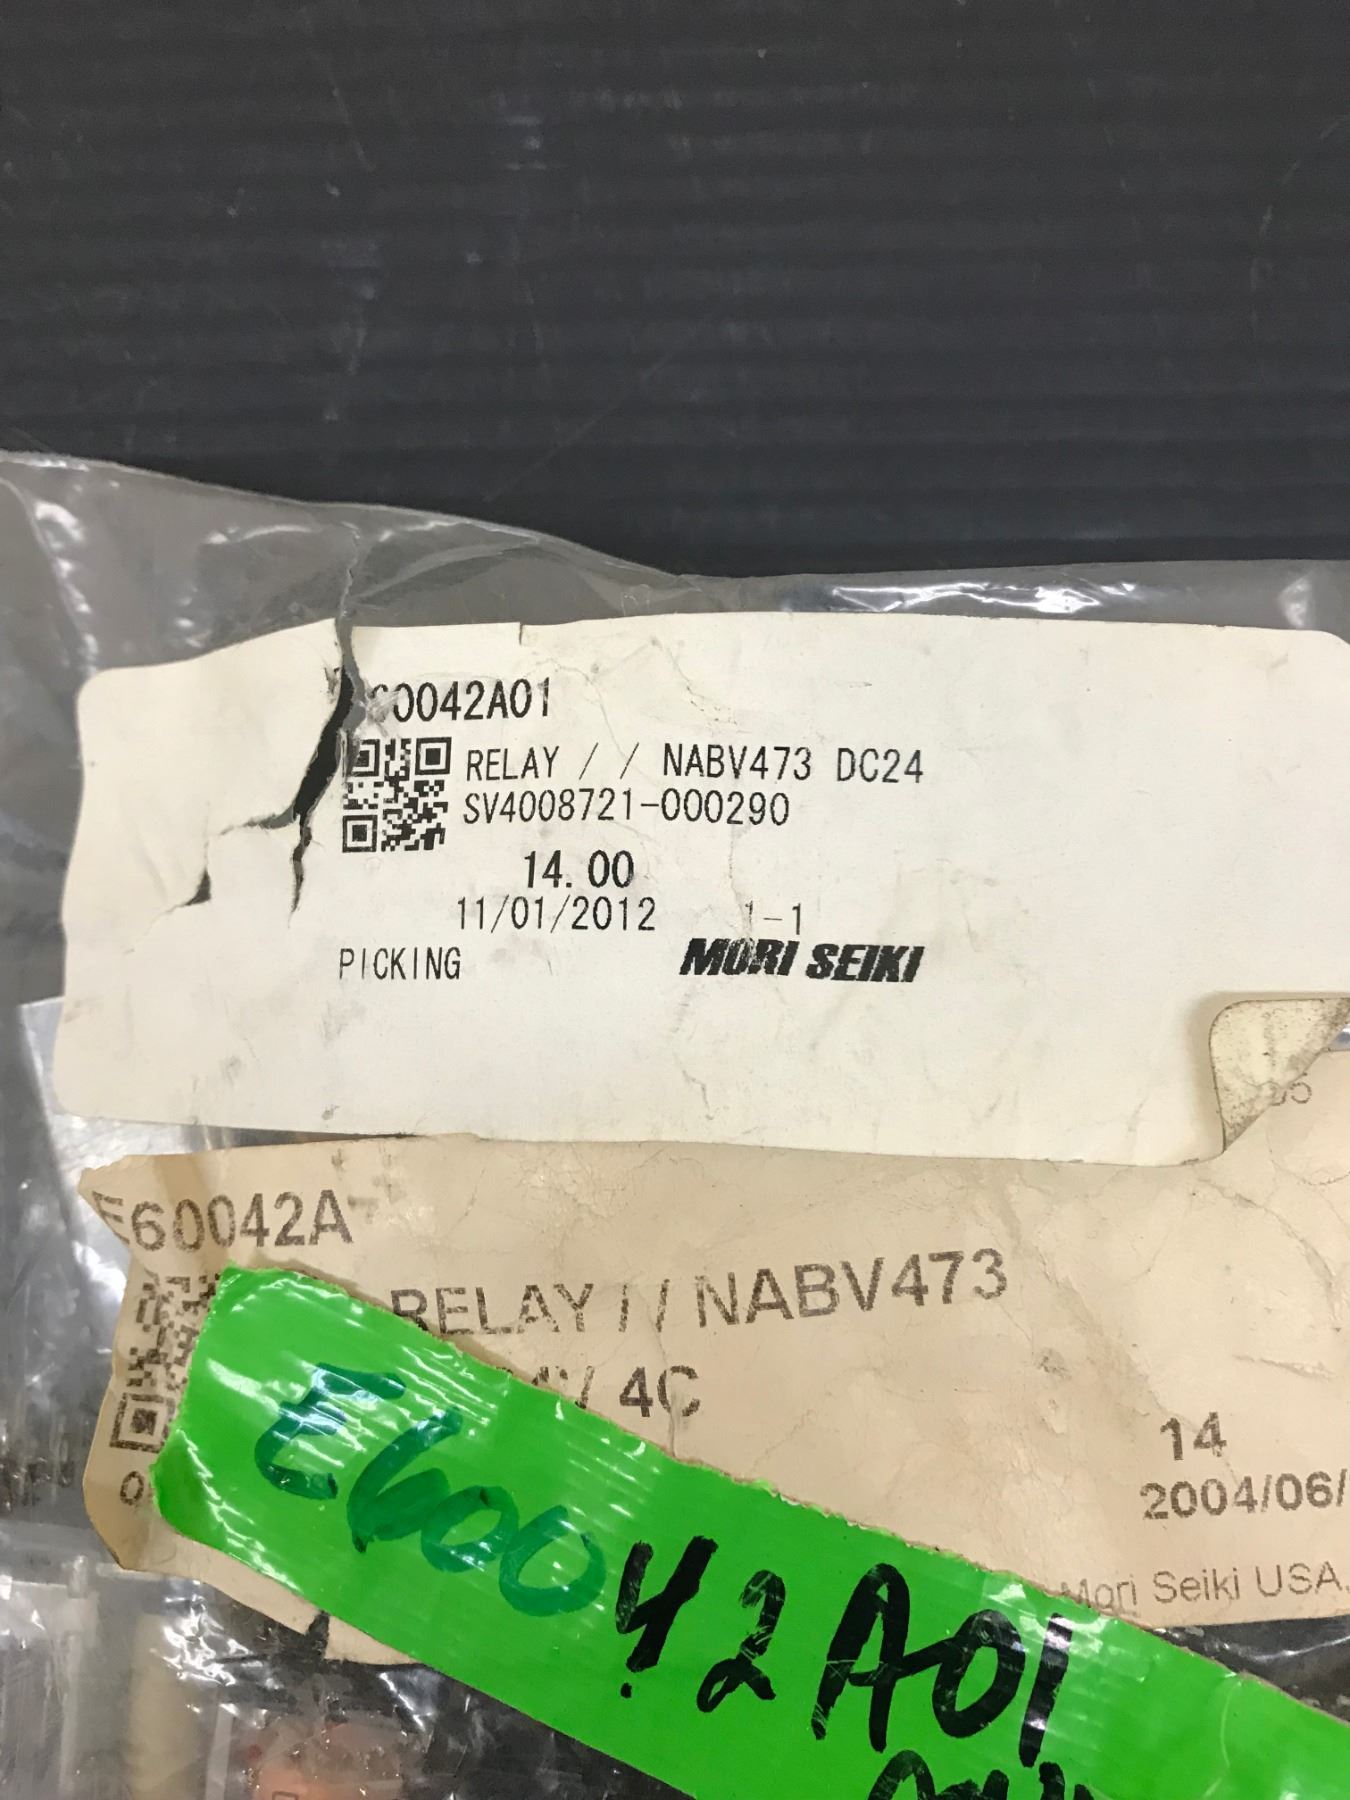 60042A01
RELAY / / NABV473 DC24
SV4008721-000290
14.00
11/01/2012 1-1
PICKING MORI SEIKI
E60042A
RELAY / / NABV473
4C
14
2004/06/
Mori Seiki USA,
E60042A01